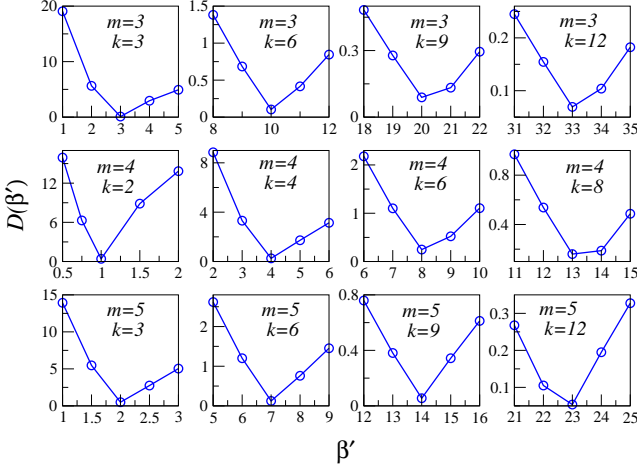 20
15
10
5
0
m=3
k=3
1 2 3 4 5
1.5
1
0.5
0
m=3
k=6
8 10 12
0.3
0
m=3
k=9
18 19 20 21 22
0.2
0.1
m=3
k=12
31 32 33 34 35
D(β′)
12
6
0
m=4
k=2
0.5 1 1.5 2
8
4
0
m=4
k=4
2 3 4 5 6
2
1
0
m=4
k=6
6 7 8 9 10
0.8
0.4
m=4
k=8
11 12 13 14 15
15
10
5
0
m=5
k=3
1 1.5 2 2.5 3
2
1
0
m=5
k=6
5 6 7 8 9
0.8
0.4
0
m=5
k=9
12 13 14 15 16
0.3
0.2
0.1
m=5
k=12
21 22 23 24 25
β′